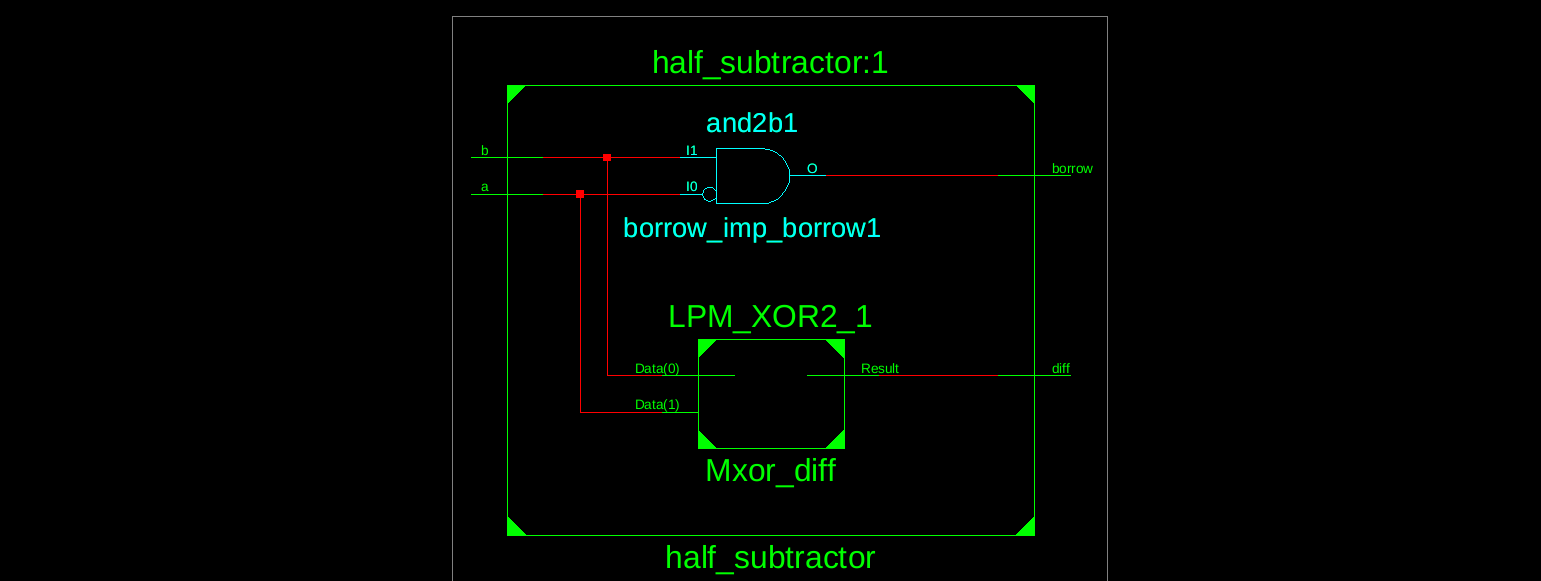 half_subtractor:1
and2b1
b
I1
O
borrow
a
I0
borrow_imp_borrow1
LPM_XOR2_1
Data(0)
Result
diff
Data(1)
Mxor_diff
half_subtractor